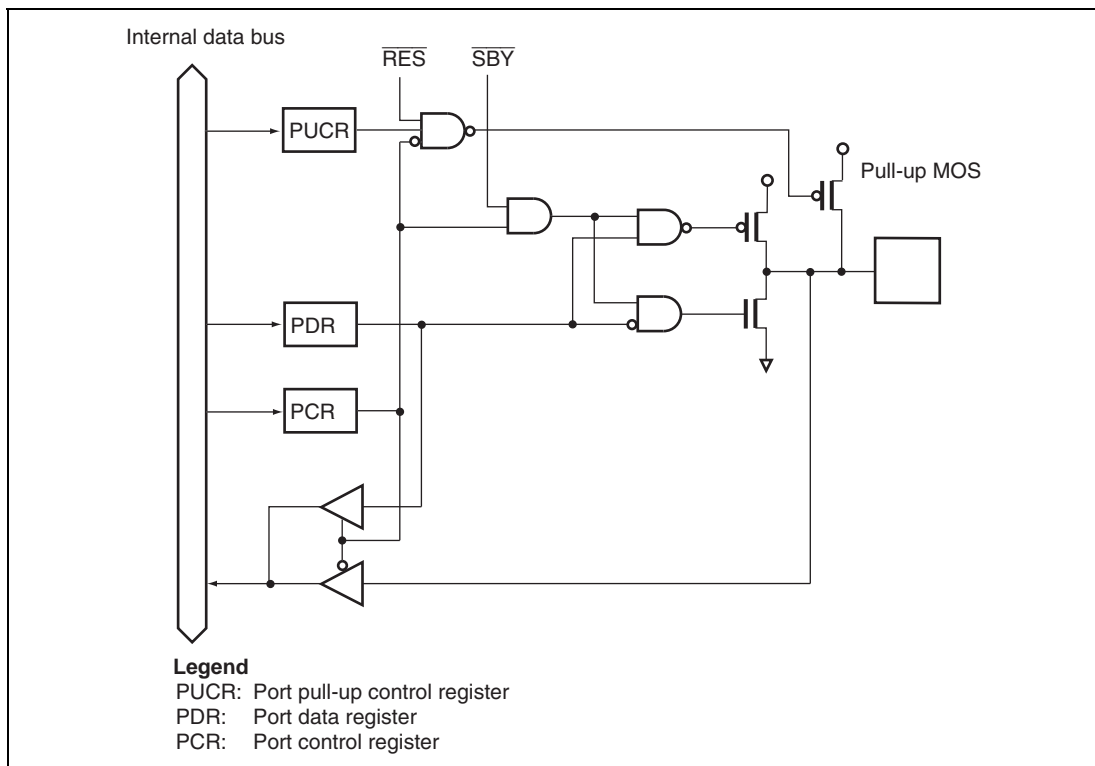 Internal data bus
RES
SBY
PUCR
Pull-up MOS
PDR
PCR
Legend
PUCR: Port pull-up control register
PDR: Port data register
PCR: Port control register